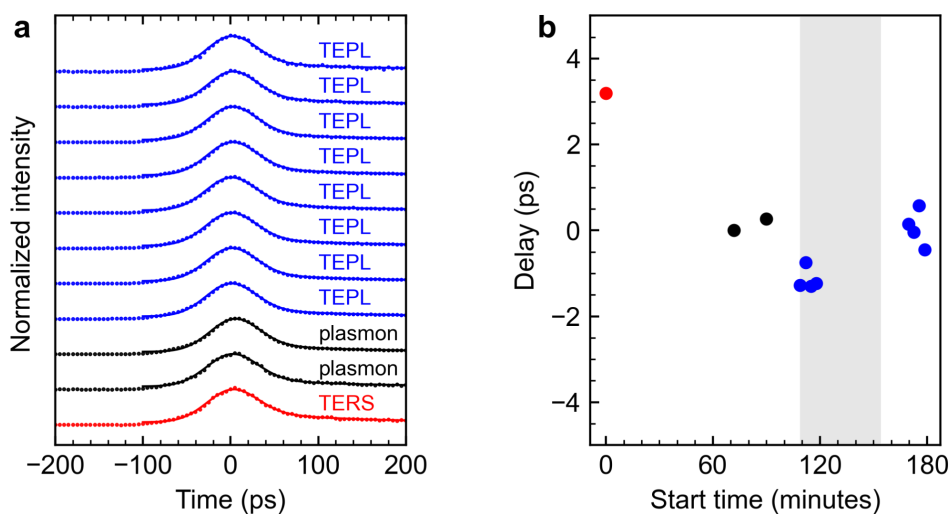 a
Normalized intensity
TEPL
TEPL
TEPL
TEPL
TEPL
TEPL
TEPL
TEPL
plasmon
plasmon
TERS
−200 −100 0 100 200
Time (ps)
b
Delay (ps)
4
2
0
−2
−4
0 60 120 180
Start time (minutes)